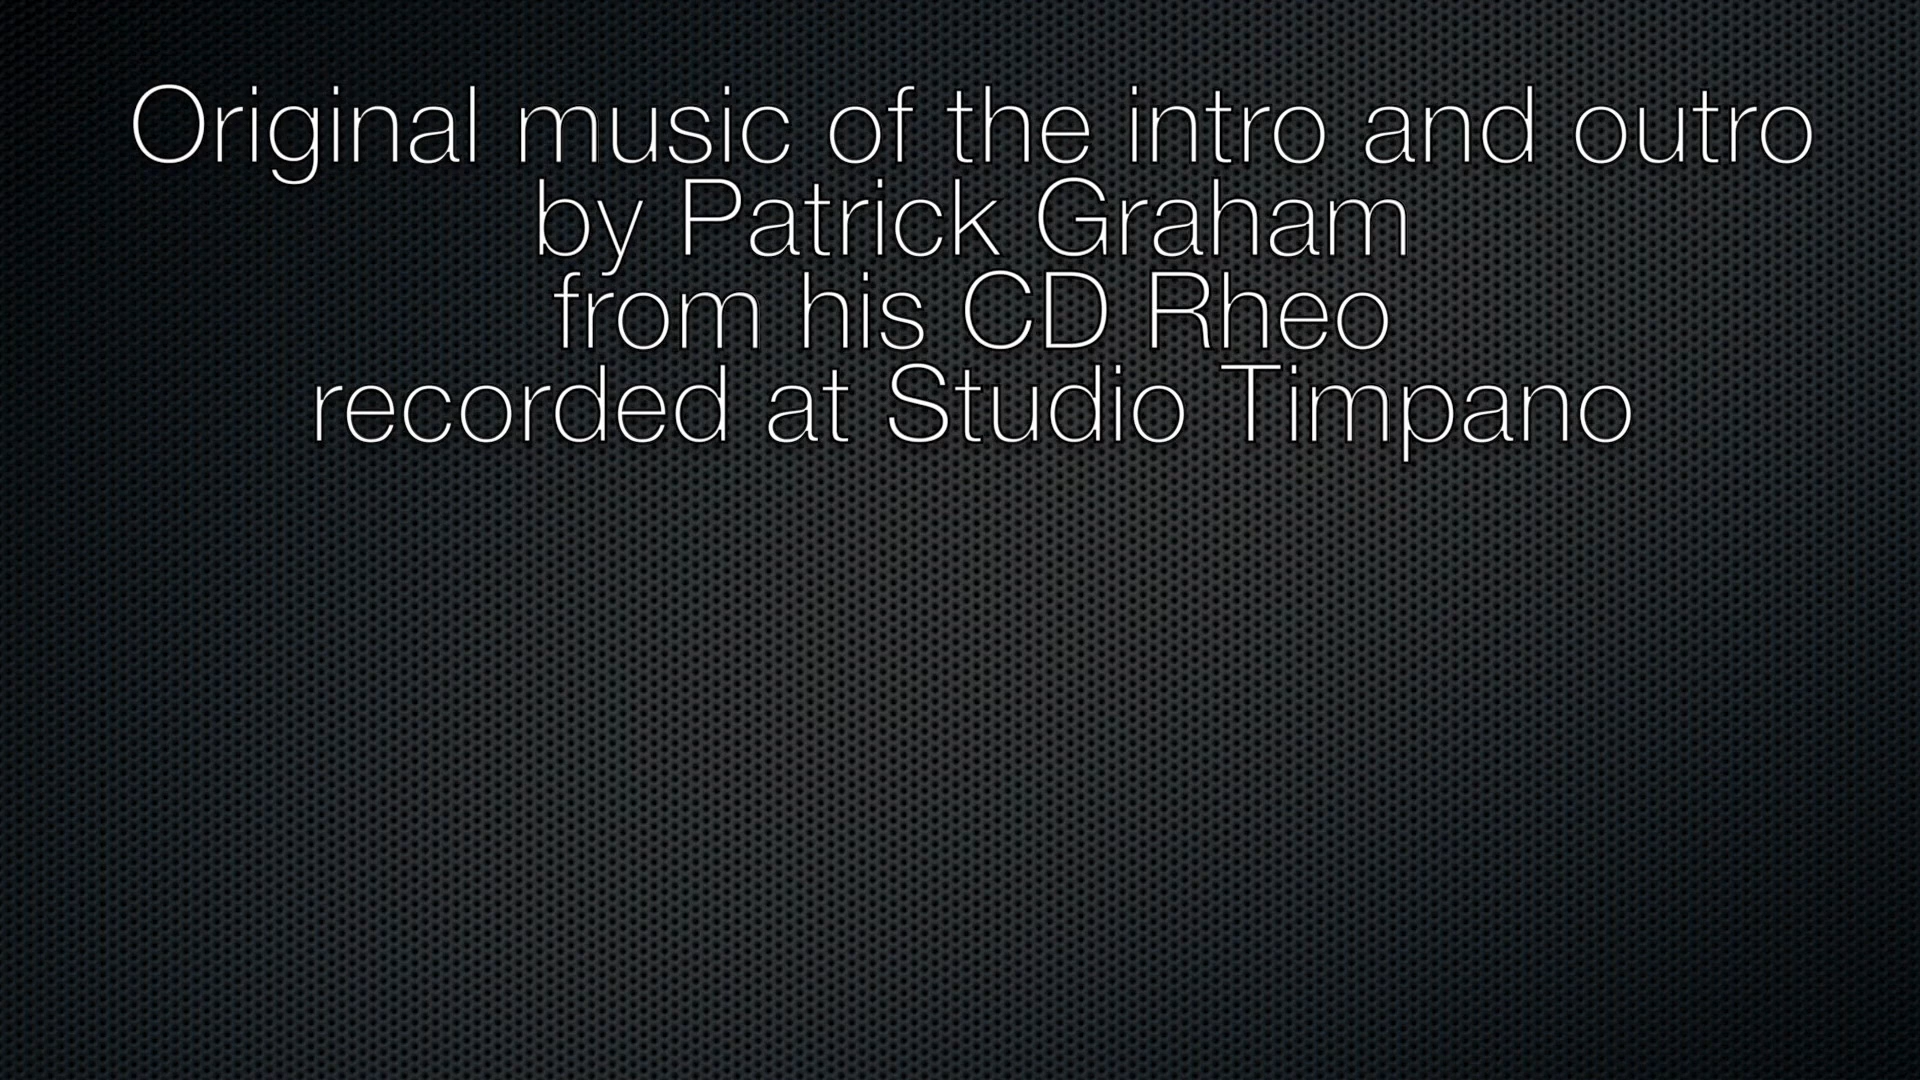 Original music of the intro and outro
by Patrick Graham
from his CD Rheo
recorded at Studio Timpano